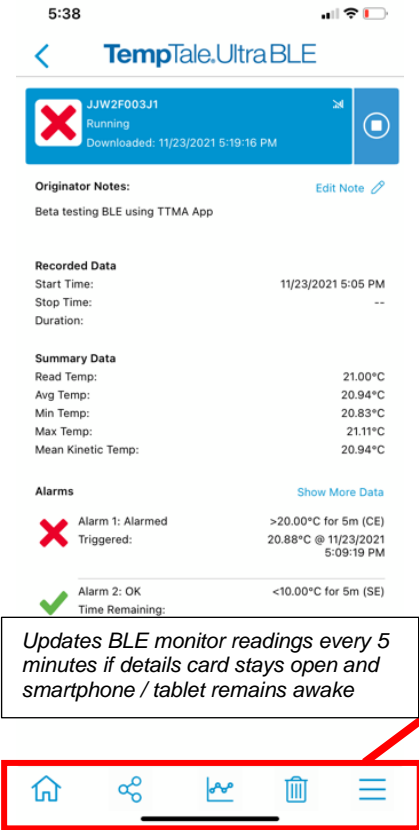 5:38
TempTale®UltraBLE
JJW2F003J1
Running
Downloaded: 11/23/2021 5:19:16 PM
Originator Notes: Edit Note
Beta testing BLE using TTMA App
Recorded Data
Start Time: 11/23/2021 5:05 PM
Stop Time: --
Duration:
Summary Data
Read Temp: 21.00°C
Avg Temp: 20.94°C
Min Temp: 20.83°C
Max Temp: 21.11°C
Mean Kinetic Temp: 20.94°C
Alarms Show More Data
Alarm 1: Alarmed >20.00°C for 5m (CE)
Triggered: 20.88°C @ 11/23/2021
5:09:19 PM
Alarm 2: OK <10.00°C for 5m (SE)
Time Remaining:
Updates BLE monitor readings every 5
minutes if details card stays open and
smartphone / tablet remains awake